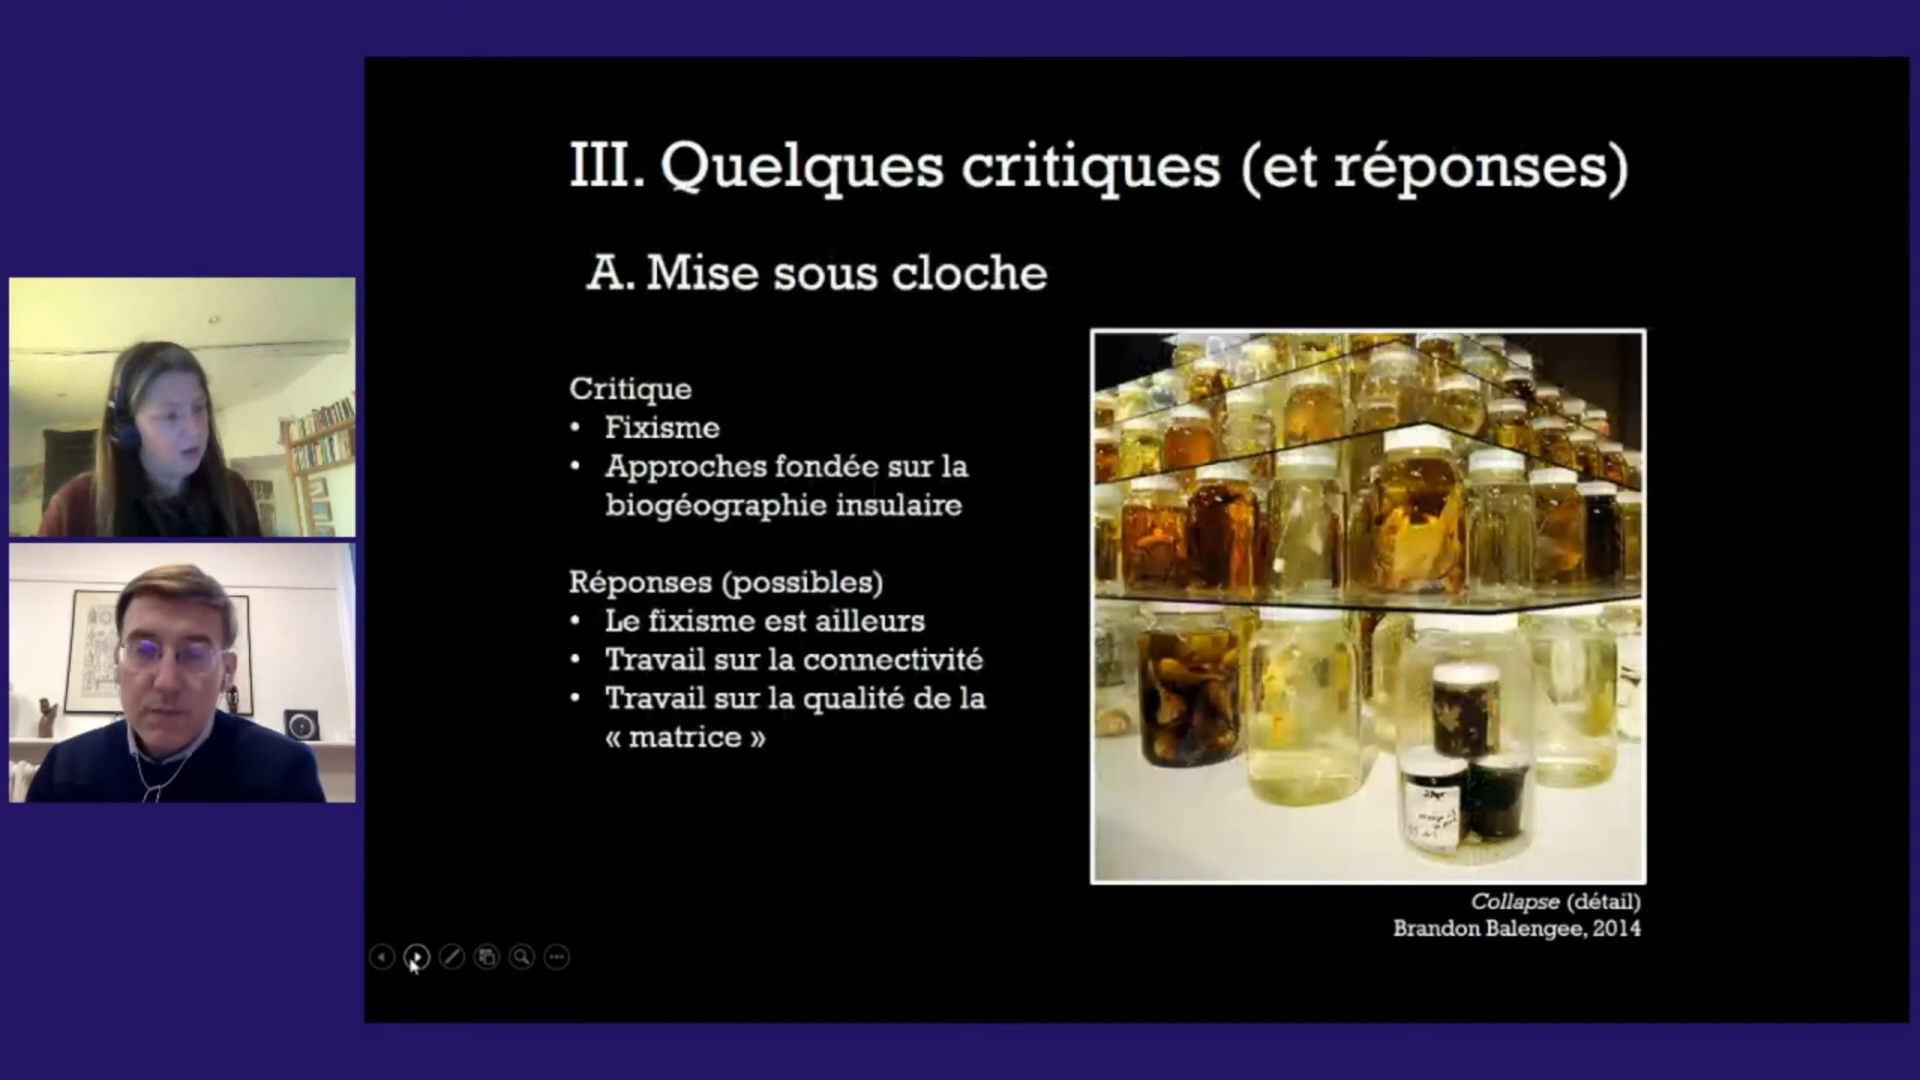 III. Quelques critiques (et réponses)
A. Mise sous cloche
Critique
• Fixisme
• Approches fondée sur la
biogéographie insulaire
Réponses (possibles)
• Le fixisme est ailleurs
• Travail sur la connectivité
• Travail sur la qualité de la
« matrice »
Collapse (détail)
Brandon Balengee, 2014